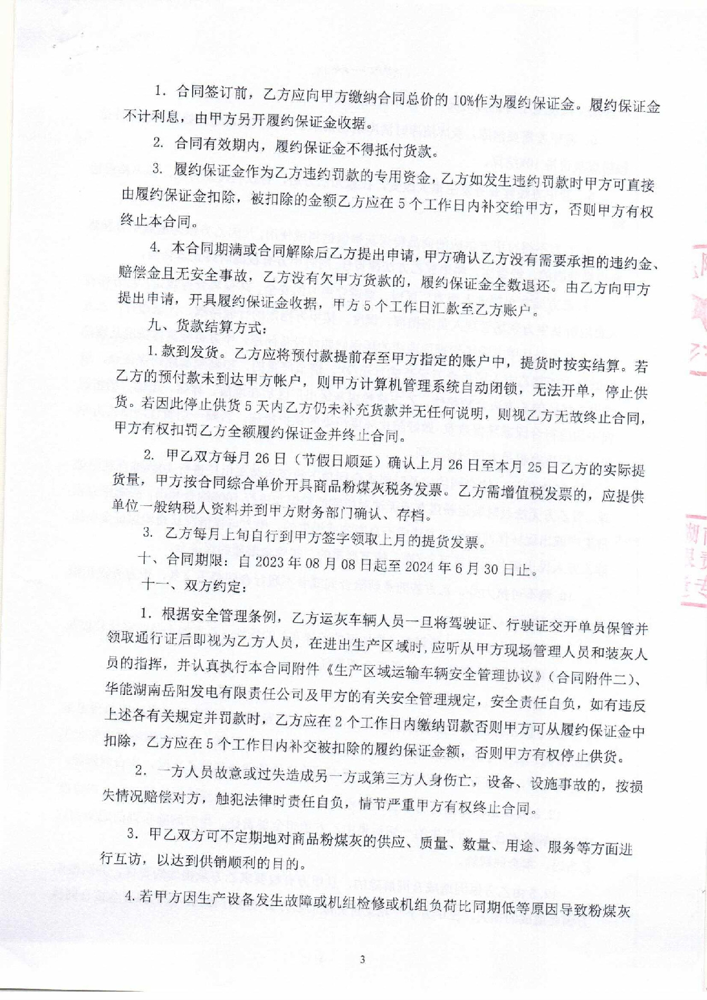 1. 合同签订前，乙方应向甲方缴纳合同总价的 10%作为履约保证金。履约保证金
不计利息，由甲方另开履约保证金收据。
2. 合同有效期内，履约保证金不得抵付货款。
3. 履约保证金作为乙方违约罚款的专用资金，乙方如发生违约罚款时甲方可直接
由履约保证金扣除，被扣除的金额乙方应在 5 个工作日内补交给甲方，否则甲方有权
终止本合同。
4. 本合同期满或合同解除后乙方提出申请，甲方确认乙方没有需要承担的违约金、
赔偿金且无安全事故，乙方没有欠甲方货款的，履约保证金全数退还。由乙方向甲方
提出申请，开具履约保证金收据，甲方 5 个工作日汇款至乙方账户。
九、货款结算方式：
1. 款到发货。乙方应将预付款提前存至甲方指定的账户中，提货时按实结算。若
乙方的预付款未到达甲方帐户，则甲方计算机管理系统自动闭锁，无法开单，停止供
货。若因此停止供货 5 天内乙方仍未补充货款并无任何说明，则视乙方无故终止合同，
甲方有权扣罚乙方全额履约保证金并终止合同。
2. 甲乙双方每月 26 日（节假日顺延）确认上月 26 日至本月 25 日乙方的实际提
货量，甲方按合同综合单价开具商品粉煤灰税务发票。乙方需增值税发票的，应提供
单位一般纳税人资料并到甲方财务部门确认、存档。
3. 乙方每月上旬自行到甲方签字领取上月的提货发票。
十、合同期限：自 2023 年 08 月 08 日起至 2024 年 6 月 30 日止。
十一、双方约定：
1. 根据安全管理条例，乙方运灰车辆人员一旦将驾驶证、行驶证交开单员保管并
领取通行证后即视为乙方人员，在进出生产区域时,应听从甲方现场管理人员和装灰人
员的指挥，并认真执行本合同附件《生产区域运输车辆安全管理协议》（合同附件二）、
华能湖南岳阳发电有限责任公司及甲方的有关安全管理规定，安全责任自负，如有违反
上述各有关规定并罚款时，乙方应在 2 个工作日内缴纳罚款否则甲方可从履约保证金中
扣除，乙方应在 5 个工作日内补交被扣除的履约保证金额，否则甲方有权停止供货。
2. 一方人员故意或过失造成另一方或第三方人身伤亡，设备、设施事故的，按损
失情况赔偿对方，触犯法律时责任自负，情节严重甲方有权终止合同。
3. 甲乙双方可不定期地对商品粉煤灰的供应、质量、数量、用途、服务等方面进
行互访，以达到供销顺利的目的。
4. 若甲方因生产设备发生故障或机组检修或机组负荷比同期低等原因导致粉煤灰
3